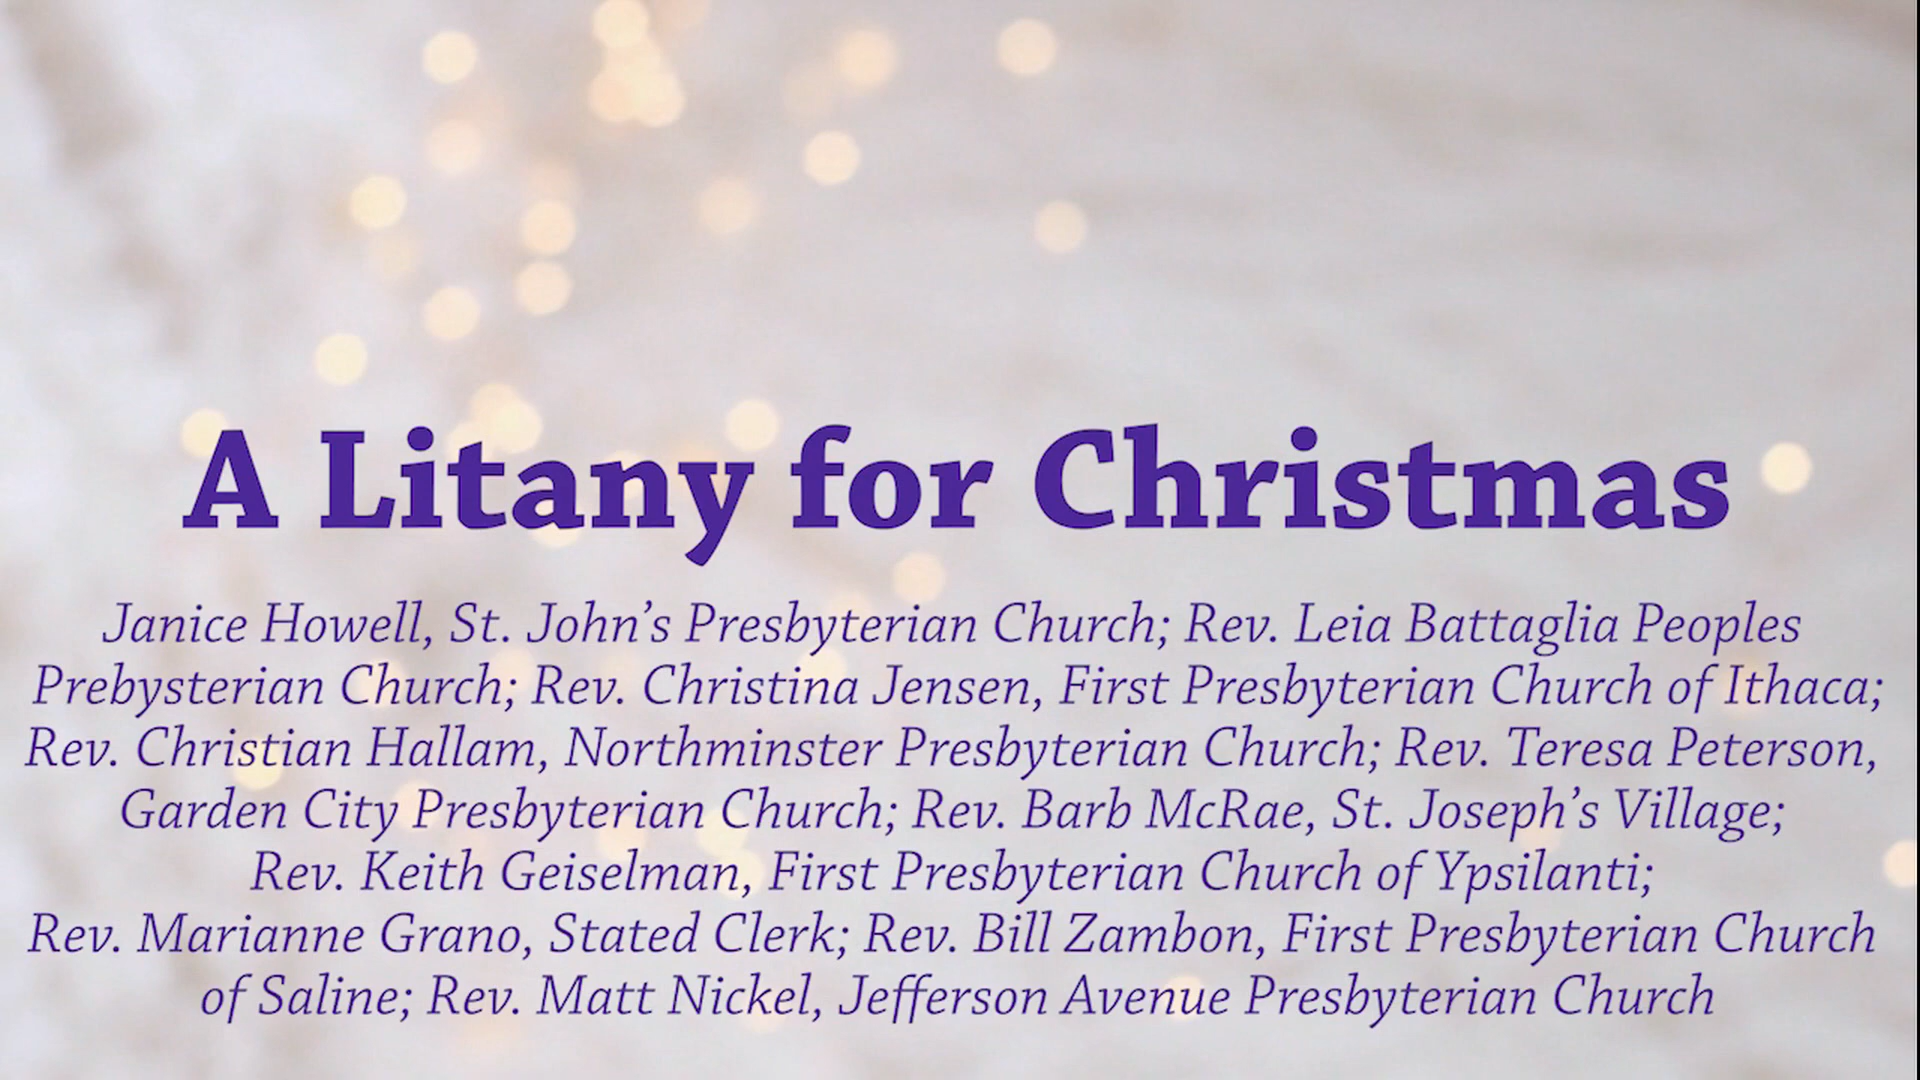 A Litany for Christmas
Janice Howell, St. John’s Presbyterian Church; Rev. Leia Battaglia Peoples
Prebysterian Church; Rev. Christina Jensen, First Presbyterian Church of Ithaca;
Rev. Christian Hallam, Northminster Presbyterian Church; Rev. Teresa Peterson,
Garden City Presbyterian Church; Rev. Barb McRae, St. Joseph’s Village;
Rev. Keith Geiselman, First Presbyterian Church of Ypsilanti;
Rev. Marianne Grano, Stated Clerk; Rev. Bill Zambon, First Presbyterian Church
of Saline; Rev. Matt Nickel, Jefferson Avenue Presbyterian Church